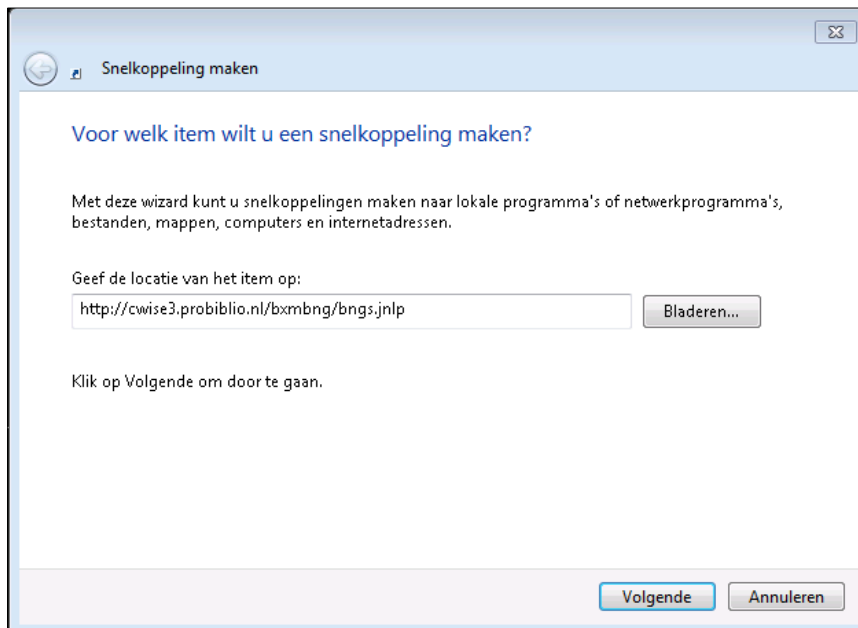 Snelkoppeling maken
Voor welk item wilt u een snelkoppeling maken?
Met deze wizard kunt u snelkoppelingen maken naar lokale programma's of netwerkprogramma's,
bestanden, mappen, computers en internetadressen.
Geef de locatie van het item op:
http://cwise3.probiblio.nl/bxmbng/bngs.jnlp
Bladeren...
Klik op Volgende om door te gaan.
Volgende
Annuleren